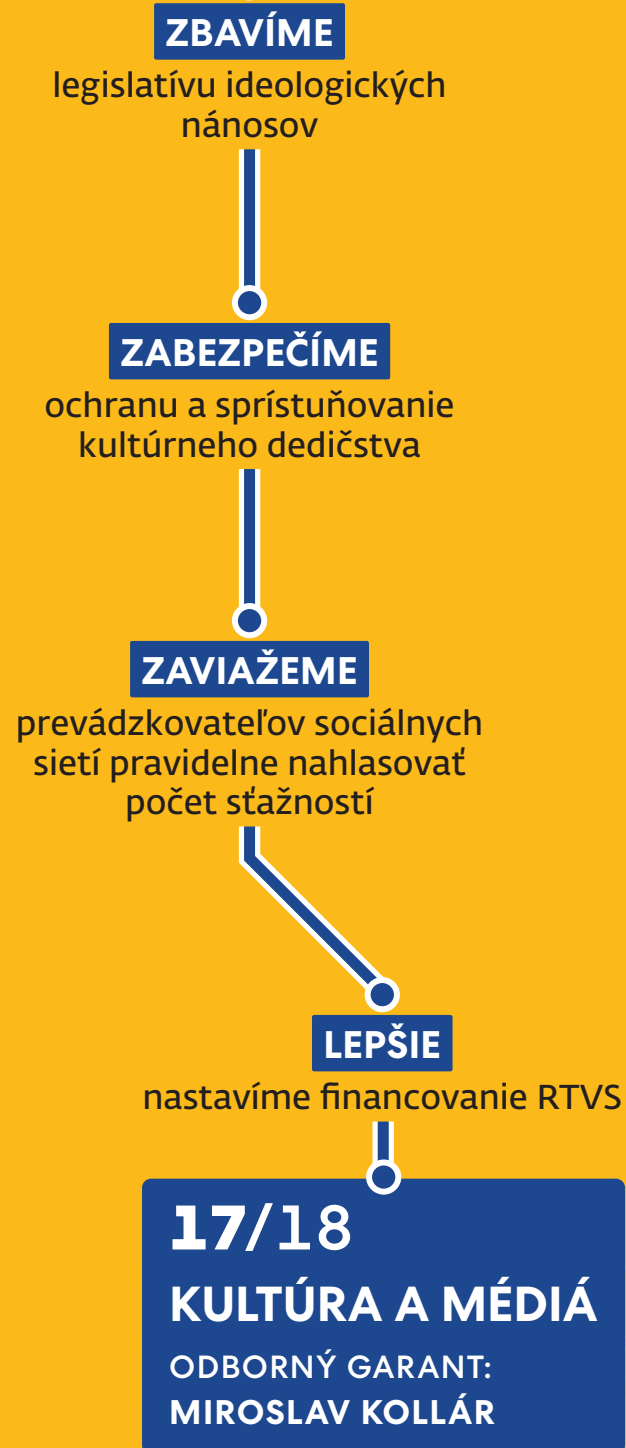 ZBAVÍME
legislatívu ideologických
nánosov
ZABEZPEČÍME
ochranu a sprístuňovanie
kultúrneho dedičstva
ZAVIAŽEME
prevádzkovateľov sociálnych
sietí pravidelne nahlasovať
počet sťažností
LEPŠIE
nastavíme financovanie RTVS
17/18
KULTÚRA A MÉDIÁ
ODBORNÝ GARANT:
MIROSLAV KOLLÁR